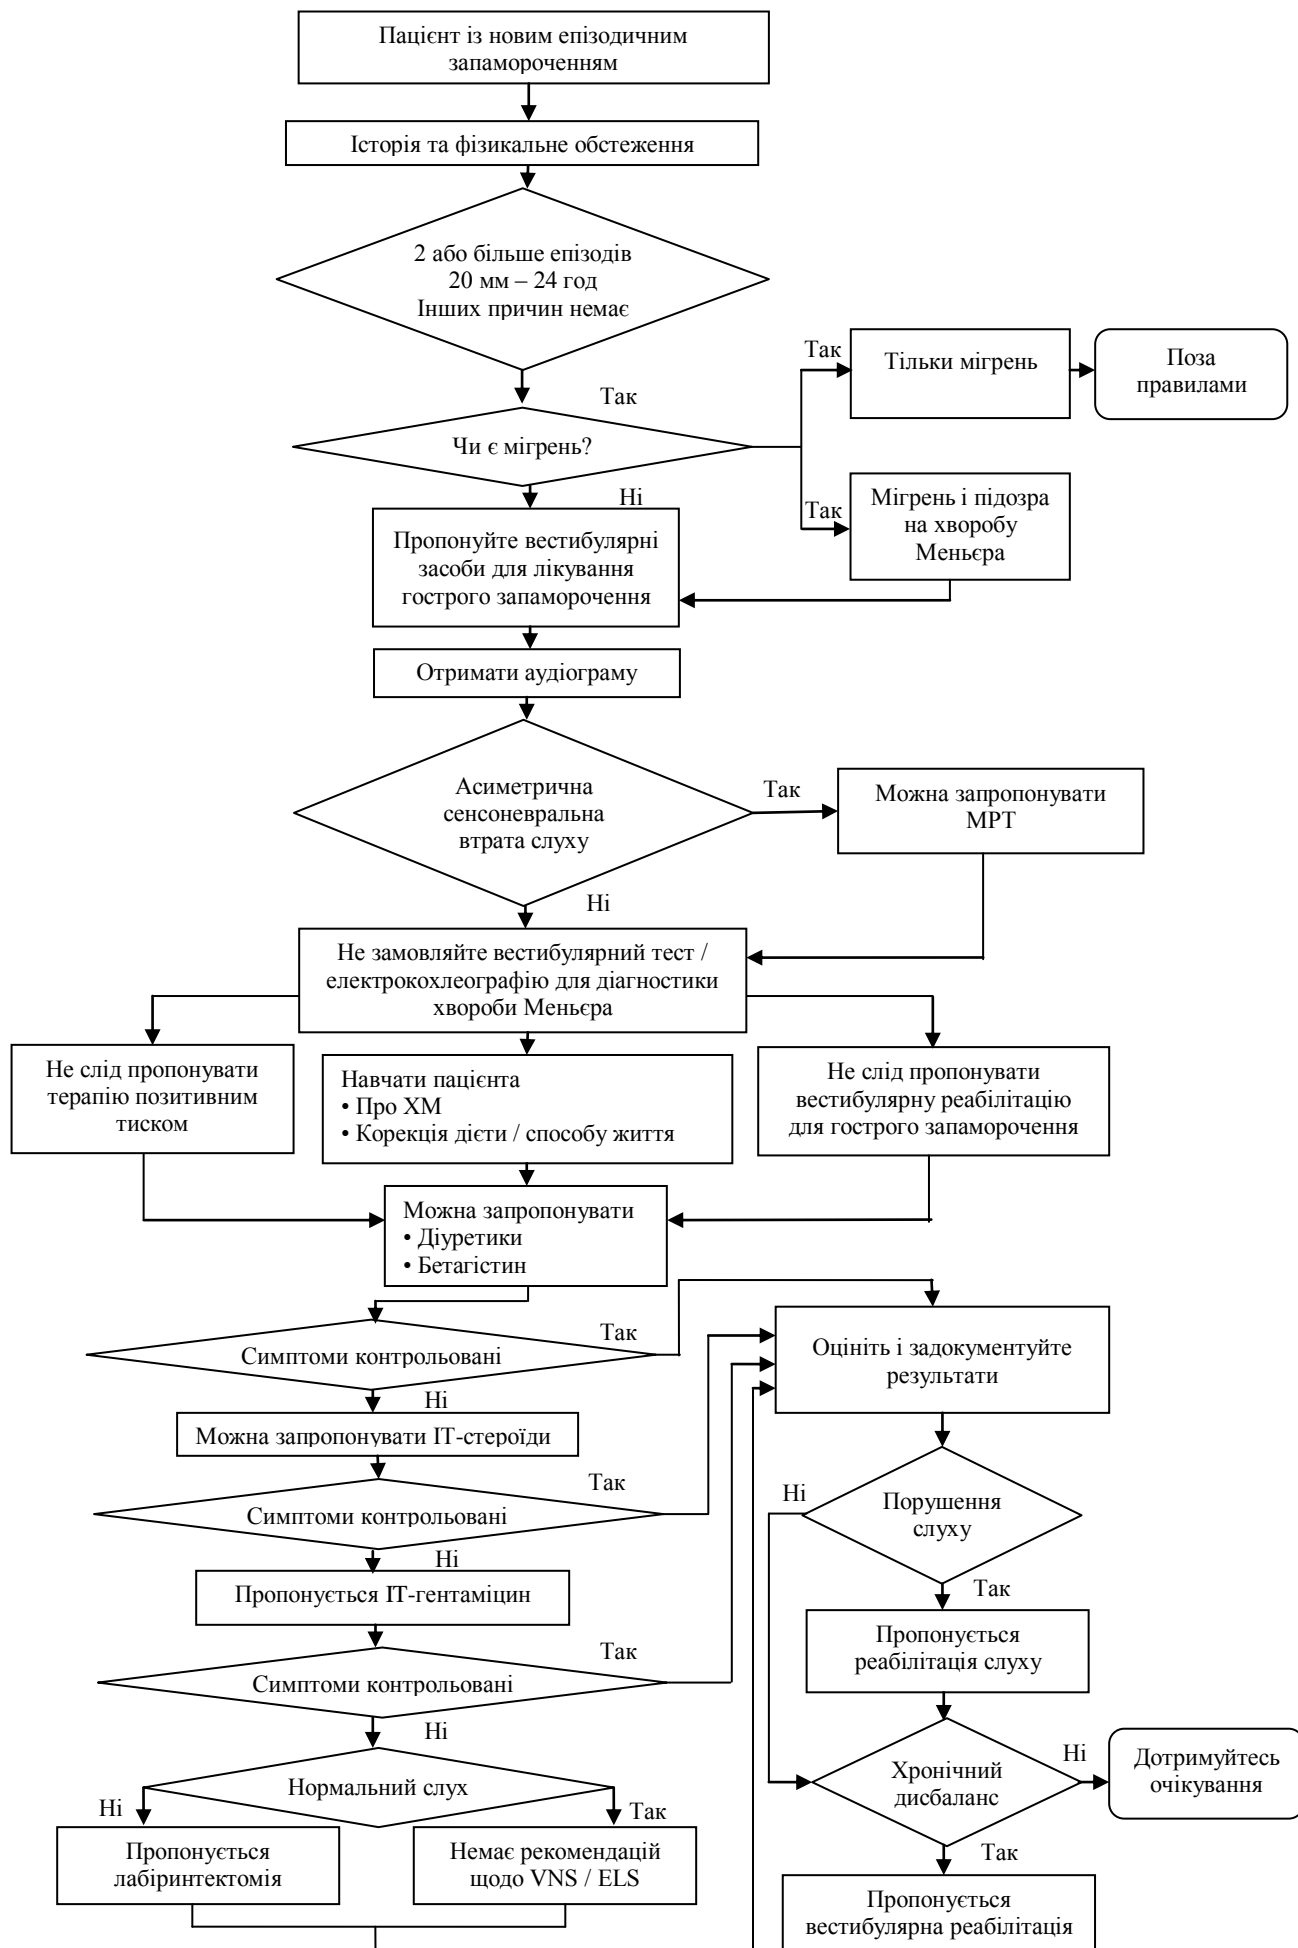 Пацієнт із новим епізодичним
запамороченням
Історія та фізикальне обстеження
2 або більше епізодів
20 мм – 24 год
Інших причин немає
Так
Чи є мігрень?
Так
Тільки мігрень
Поза
правилами
Так
Мігрень і підозра
на хворобу
Меньєра
Ні
Пропонуйте вестибулярні
засоби для лікування
гострого запаморочення
Отримати аудіограму
Асиметрична
сенсоневральна
втрата слуху
Так
Можна запропонувати
МРТ
Ні
Не замовляйте вестибулярний тест /
електрокохлеографію для діагностики
хвороби Меньєра
Не слід пропонувати
терапію позитивним
тиском
Навчати пацієнта
• Про ХМ
• Корекція дієти / способу життя
Не слід пропонувати
вестибулярну реабілітацію
для гострого запаморочення
Можна запропонувати
• Діуретики
• Бетагістин
Симптоми контрольовані
Так
Ні
Можна запропонувати ІТ-стероїди
Симптоми контрольовані
Так
Ні
Пропонується ІТ-гентаміцин
Симптоми контрольовані
Так
Ні
Нормальний слух
Ні
Так
Пропонується
лабіринтектомія
Немає рекомендацій
щодо VNS / ELS
Оцініть і задокументуйте
результати
Порушення
слуху
Ні
Так
Пропонується
реабілітація слуху
Хронічний
дисбаланс
Ні
Дотримуйтесь
очікування
Так
Пропонується
вестибулярна реабілітація